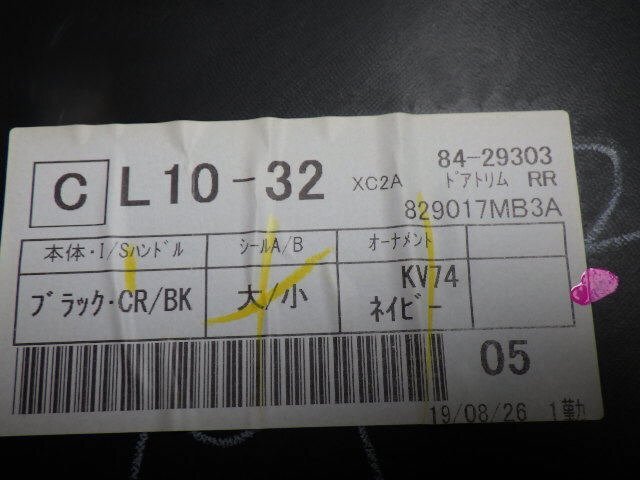 C L10-32 XC2A 84-29303
ドアトリム RR
829017MB3A
本体・I/Sハンドル シールA/B オーナメント
ブラック・CR/BK 大/小 KV74
ネイビー
05
19/08/26 1勤